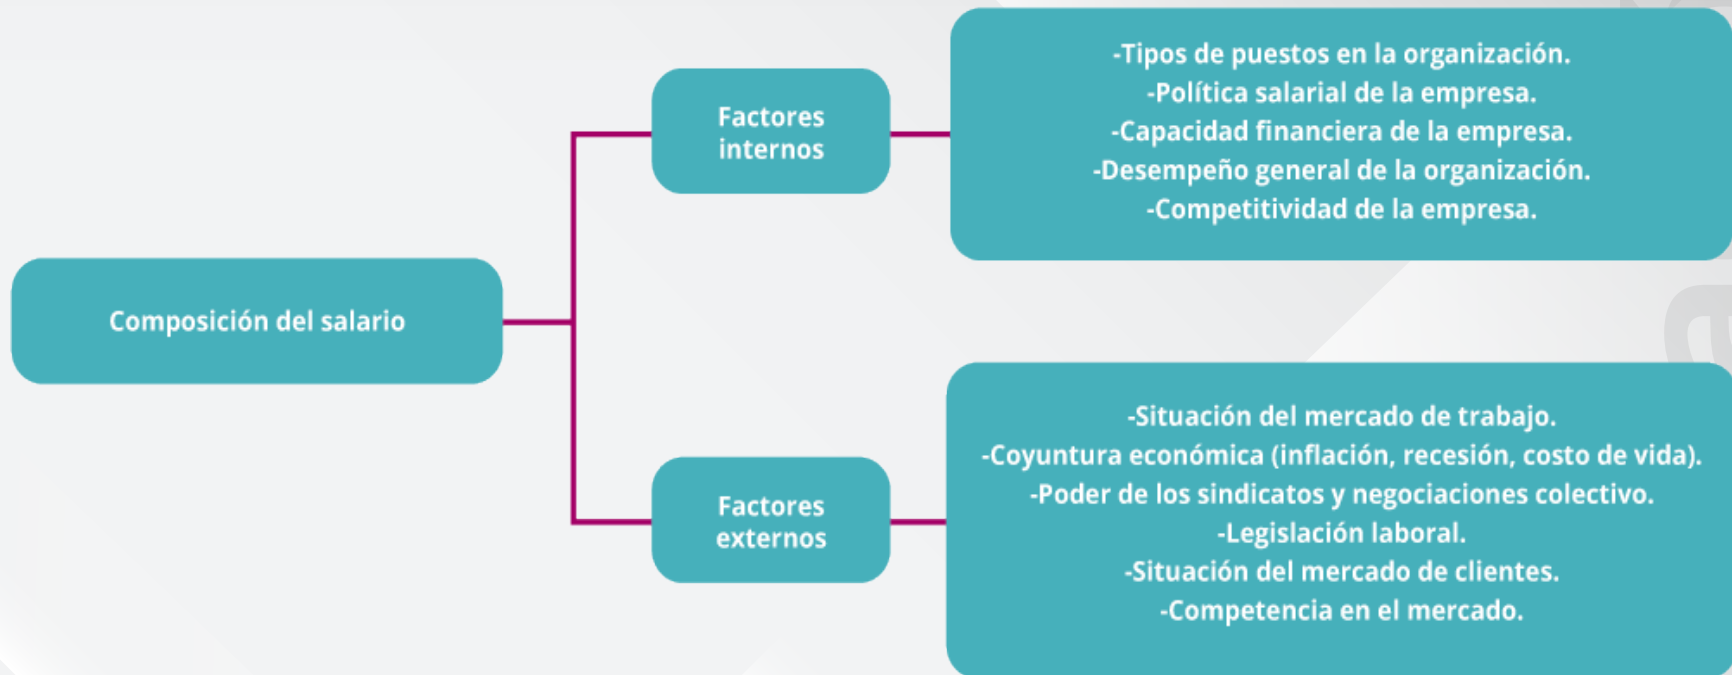 Composición del salario
Factores
internos
-Tipos de puestos en la organización.
-Política salarial de la empresa.
-Capacidad financiera de la empresa.
-Desempeño general de la organización.
-Competitividad de la empresa.
Factores
externos
-Situación del mercado de trabajo.
-Coyuntura económica (inflación, recesión, costo de vida).
-Poder de los sindicatos y negociaciones colectivo.
-Legislación laboral.
-Situación del mercado de clientes.
-Competencia en el mercado.